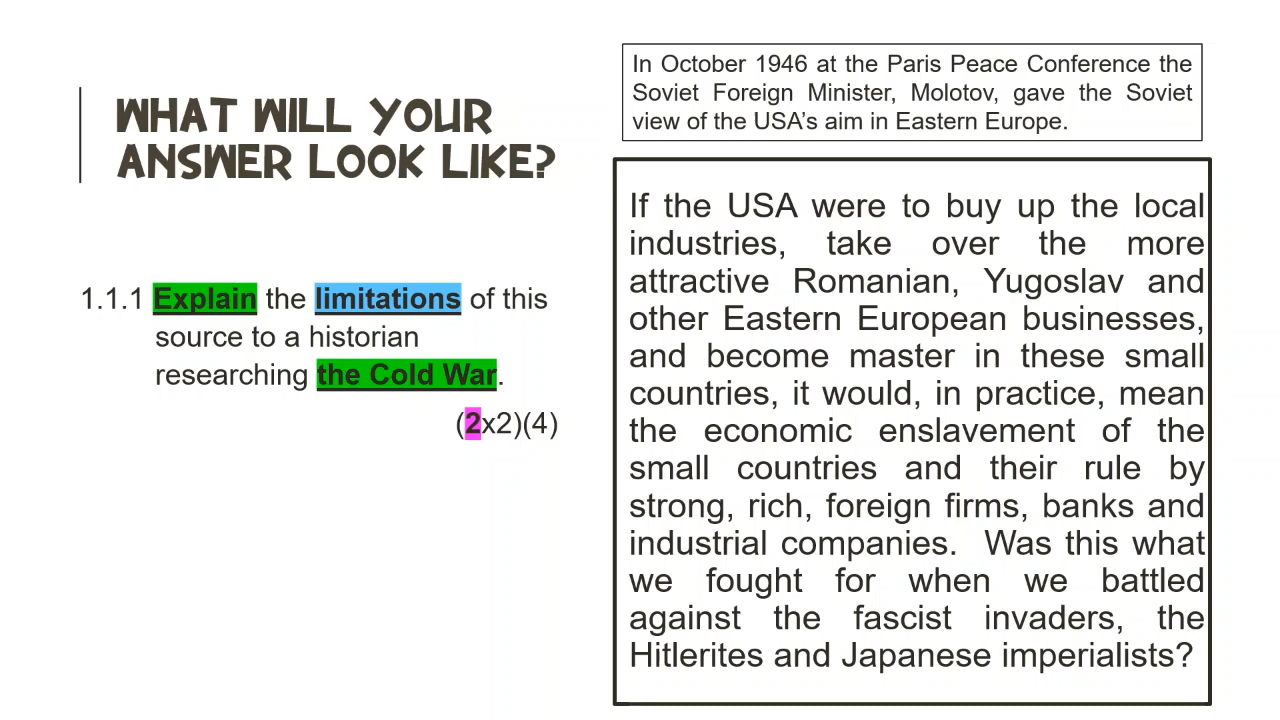 WHAT WILL YOUR
ANSWER LOOK LIKE?
1.1.1 Explain the limitations of this
source to a historian
researching the Cold War.
(2x2)(4)
In October 1946 at the Paris Peace Conference the
Soviet Foreign Minister, Molotov, gave the Soviet
view of the USA's aim in Eastern Europe.
If the USA were to buy up the local
industries, take over the more
attractive Romanian, Yugoslav and
other Eastern European businesses,
and become master in these small
countries, it would, in practice, mean
the economic enslavement of the
small countries and their rule by
strong, rich, foreign firms, banks and
industrial companies.  Was this what
we fought for when we battled
against the fascist invaders, the
Hitlerites and Japanese imperialists?